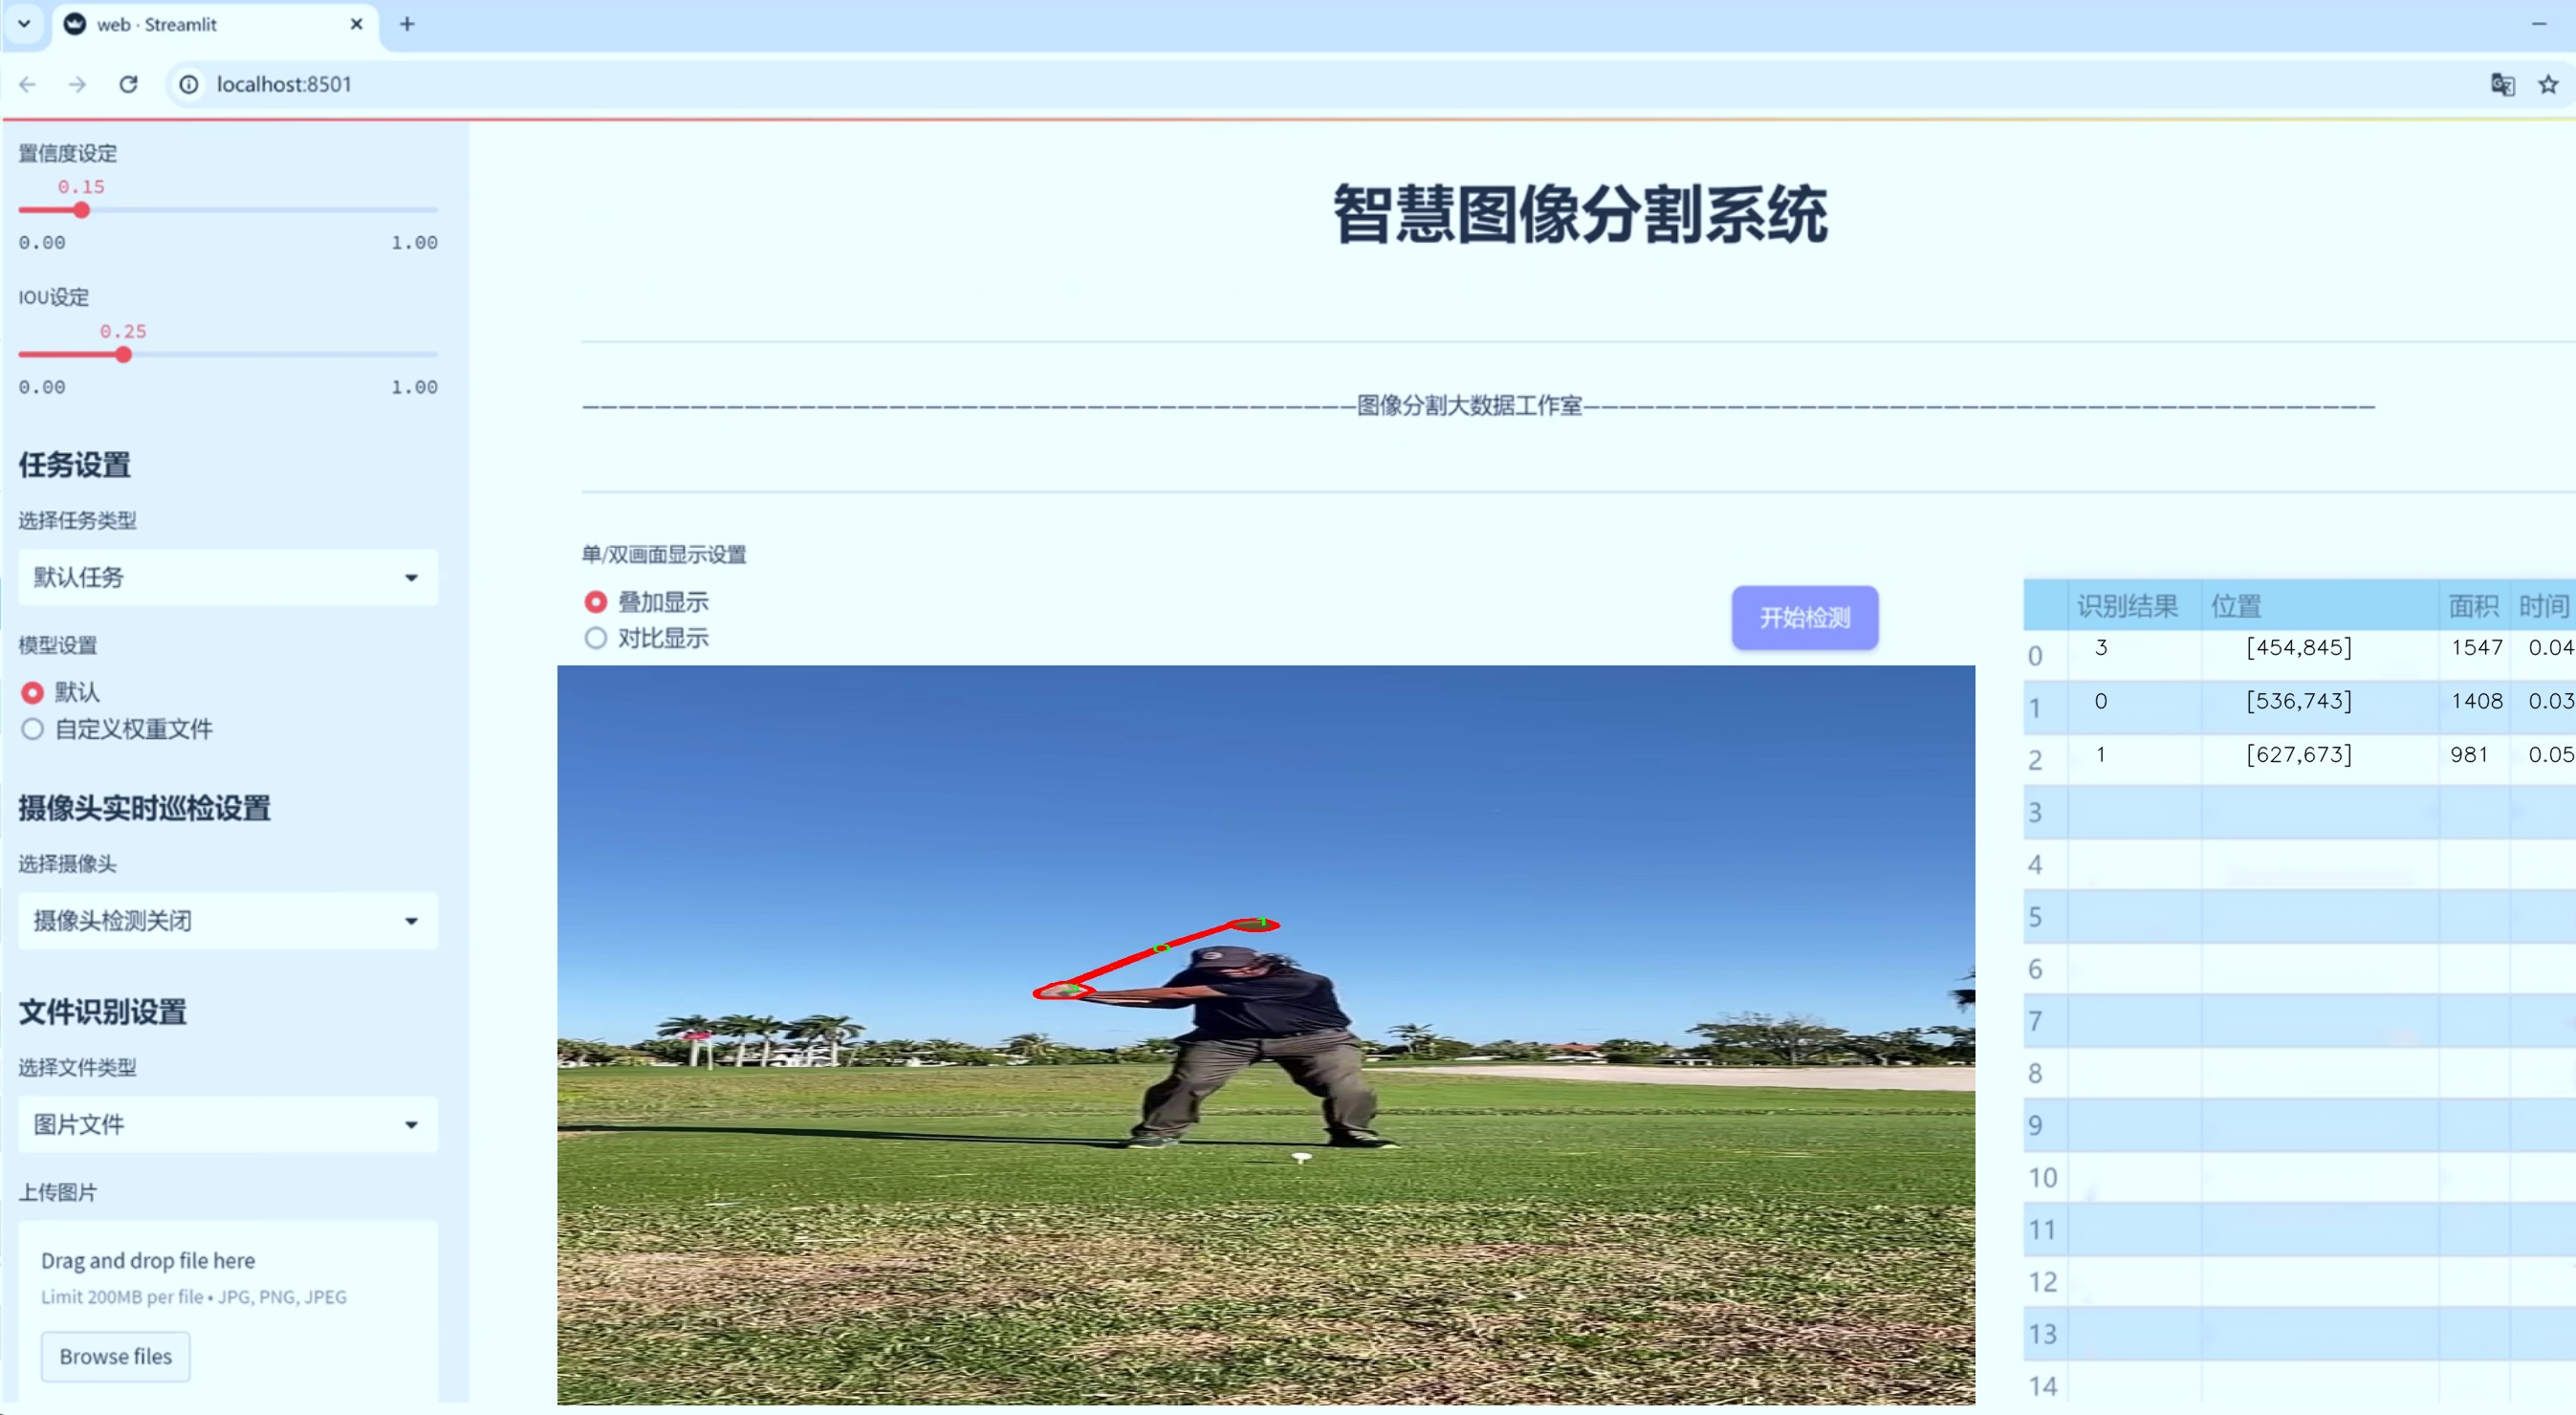 web · Streamlit
localhost:8501
置信度设定
0.15
0.00 1.00
IOU设定
0.25
0.00 1.00
任务设置
选择任务类型
默认任务
模型设置
默认
自定义权重文件
摄像头实时巡检设置
选择摄像头
摄像头检测关闭
文件识别设置
选择文件类型
图片文件
上传图片
Drag and drop file here
Limit 200MB per file • JPG, PNG, JPEG
Browse files
智慧图像分割系统
图像分割大数据工作室
单/双画面显示设置
叠加显示
对比显示
开始检测
识别结果 位置 面积 时间
0 3 [454,845] 1547 0.04
1 0 [536,743] 1408 0.03
2 1 [627,673] 981 0.05
3
4
5
6
7
8
9
10
11
12
13
14